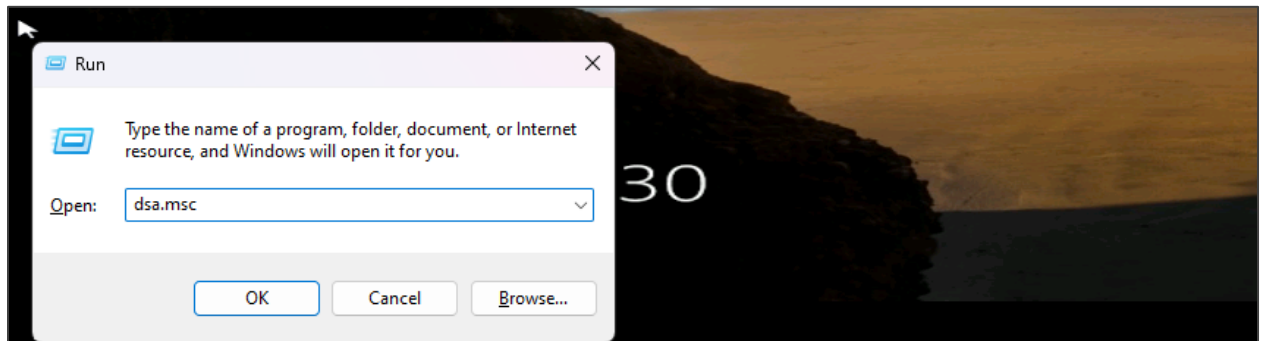 Run
Type the name of a program, folder, document, or Internet
resource, and Windows will open it for you.
30
Open: dsa.msc
OK Cancel Browse...